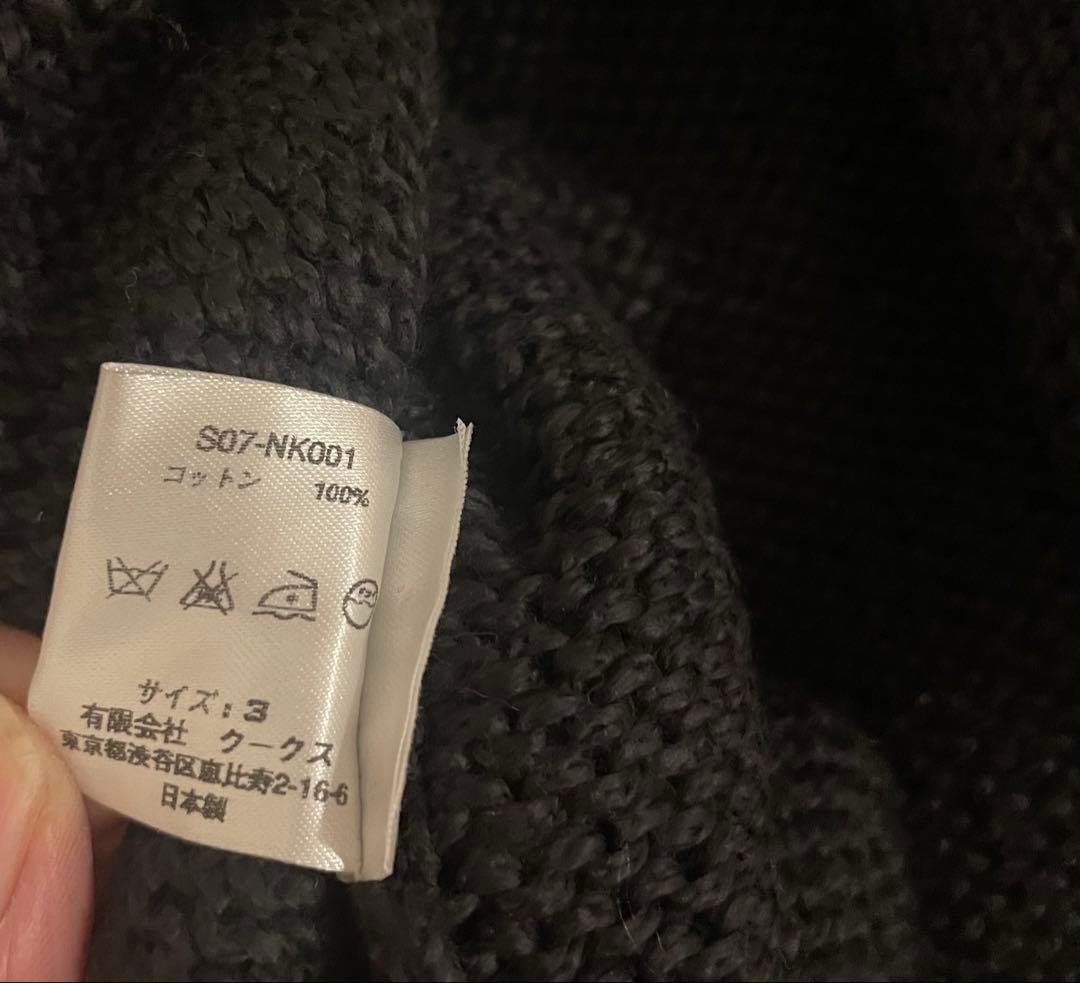 S07-NK001
コットン 100%
サイズ：3
有限会社 クークス
東京都渋谷区恵比寿2-16-6
日本製